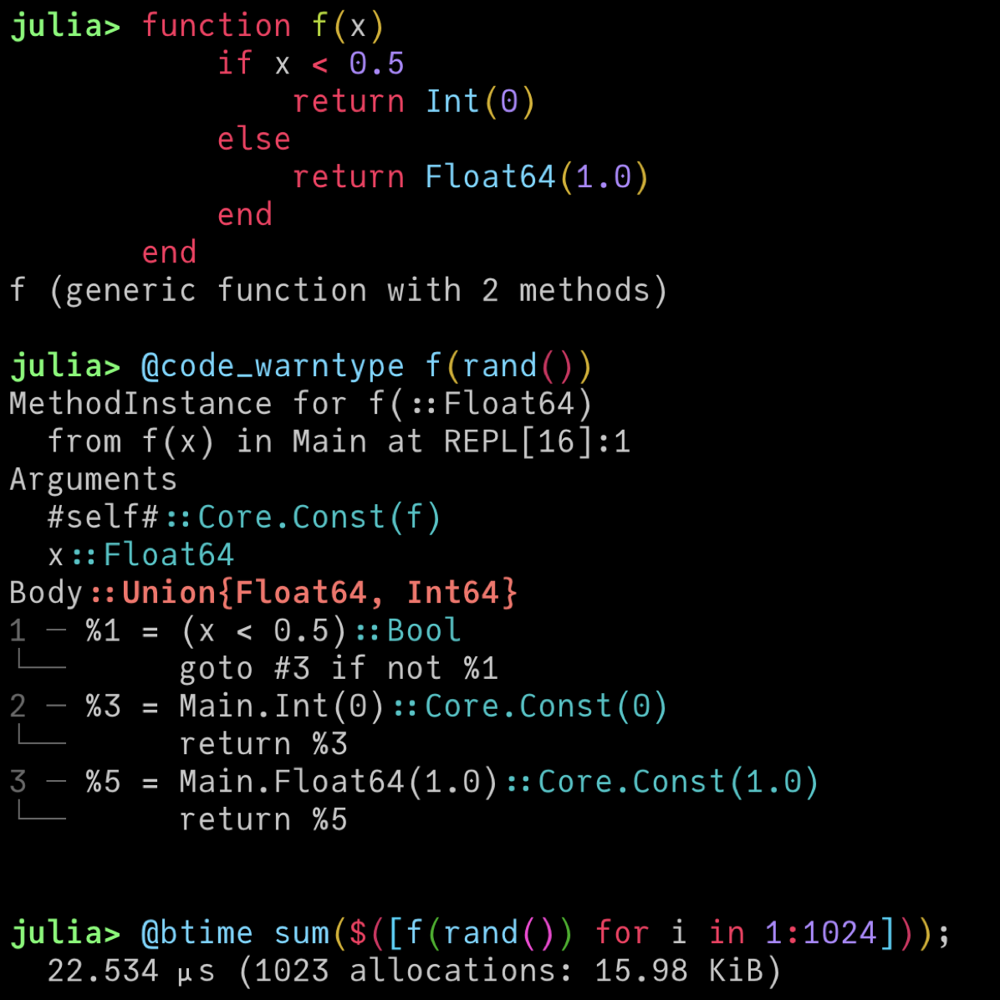 julia> function f(x)
           if x < 0.5
               return Int(0)
           else
               return Float64(1.0)
           end
       end
f (generic function with 2 methods)

julia> @code_warntype f(rand())
MethodInstance for f(::Float64)
  from f(x) in Main at REPL[16]:1
Arguments
  #self#::Core.Const(f)
  x::Float64
Body::Union{Float64, Int64}
1 ─ %1 = (x < 0.5)::Bool
└──      goto #3 if not %1
2 ─ %3 = Main.Int(0)::Core.Const(0)
└──      return %3
3 ─ %5 = Main.Float64(1.0)::Core.Const(1.0)
└──      return %5

julia> @btime sum($([f(rand()) for i in 1:1024]));
  22.534 μs (1023 allocations: 15.98 KiB)